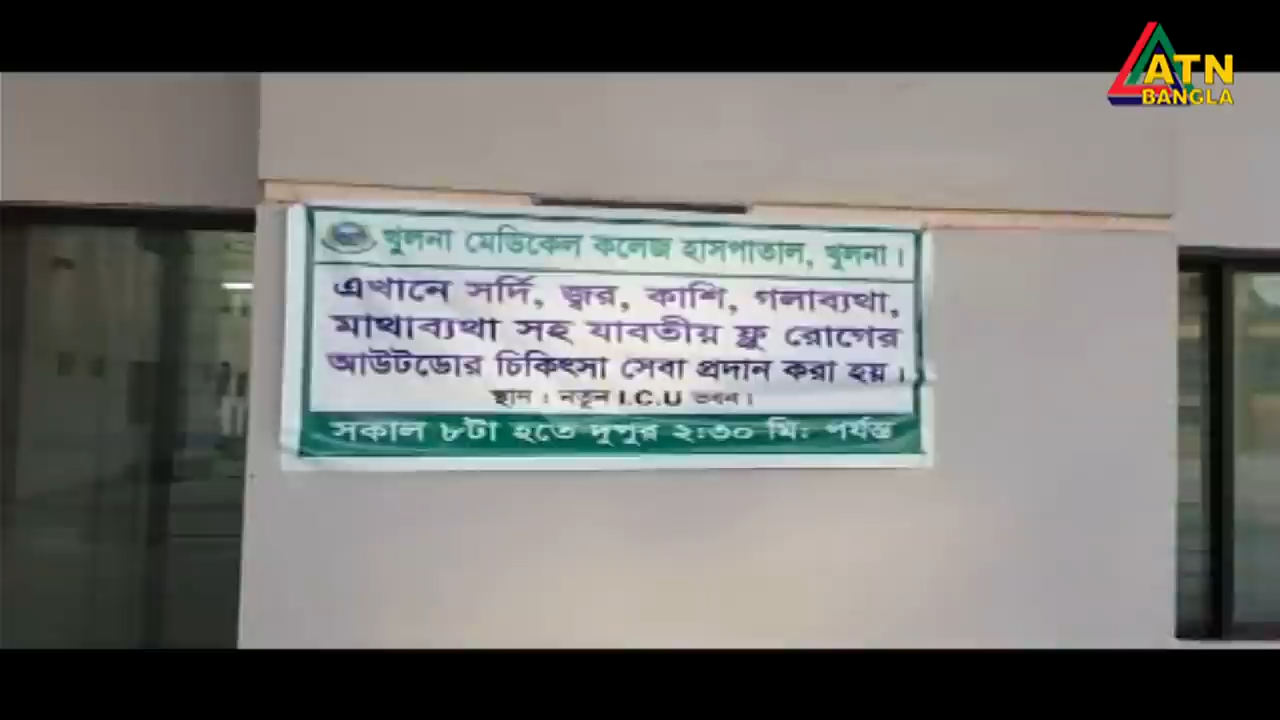 ATN
BANGLA
খুলনা মেডিকেল কলেজ হাসপাতাল, খুলনা।
এখানে সর্দি, জ্বর, কাশি, গলাব্যথা,
মাথাব্যথা সহ যাবতীয় ফ্লু রোগের
আউটডোর চিকিৎসা সেবা প্রদান করা হয়।
স্থান : নতুন I.C.U ভবন।
সকাল ৮টা হতে দুপুর ২:৩০ মি: পর্যন্ত